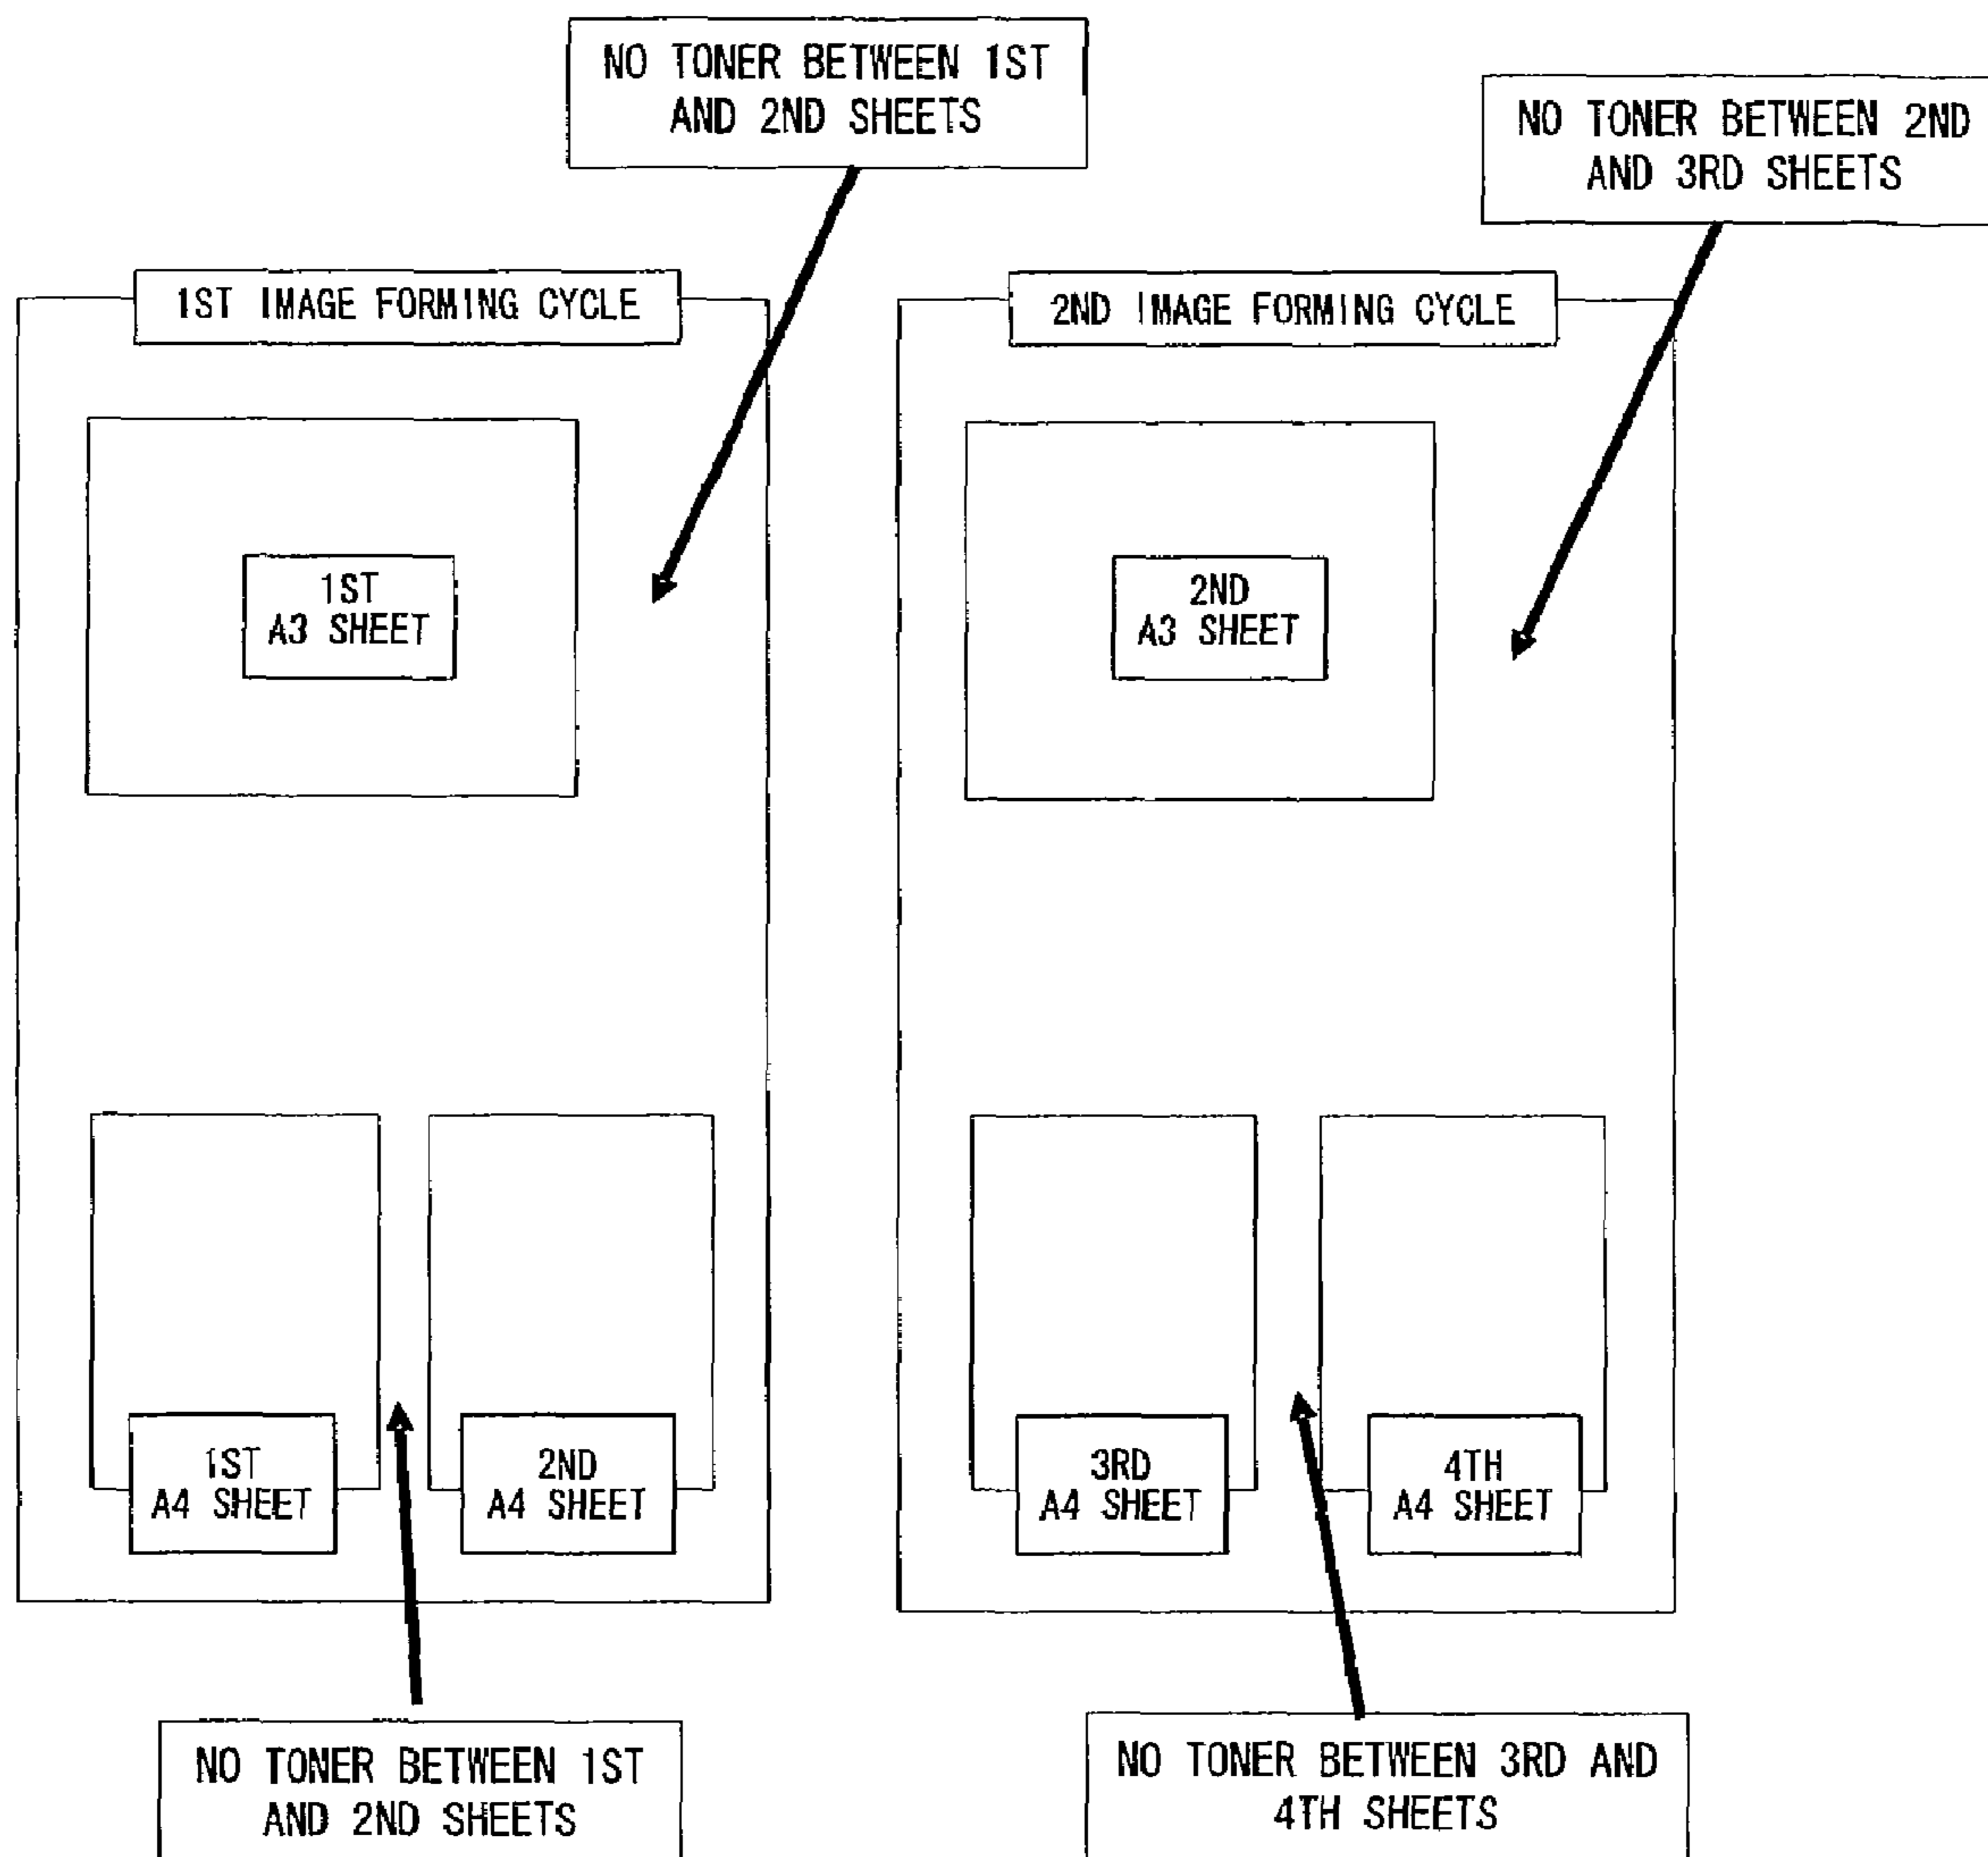 NO TONER BETWEEN 1ST
AND 2ND SHEETS
NO TONER BETWEEN 2ND
AND 3RD SHEETS
1ST IMAGE FORMING CYCLE
2ND IMAGE FORMING CYCLE
1ST
A3 SHEET
2ND
A3 SHEET
1ST
A4 SHEET
2ND
A4 SHEET
3RD
A4 SHEET
4TH
A4 SHEET
NO TONER BETWEEN 1ST
AND 2ND SHEETS
NO TONER BETWEEN 3RD AND
4TH SHEETS